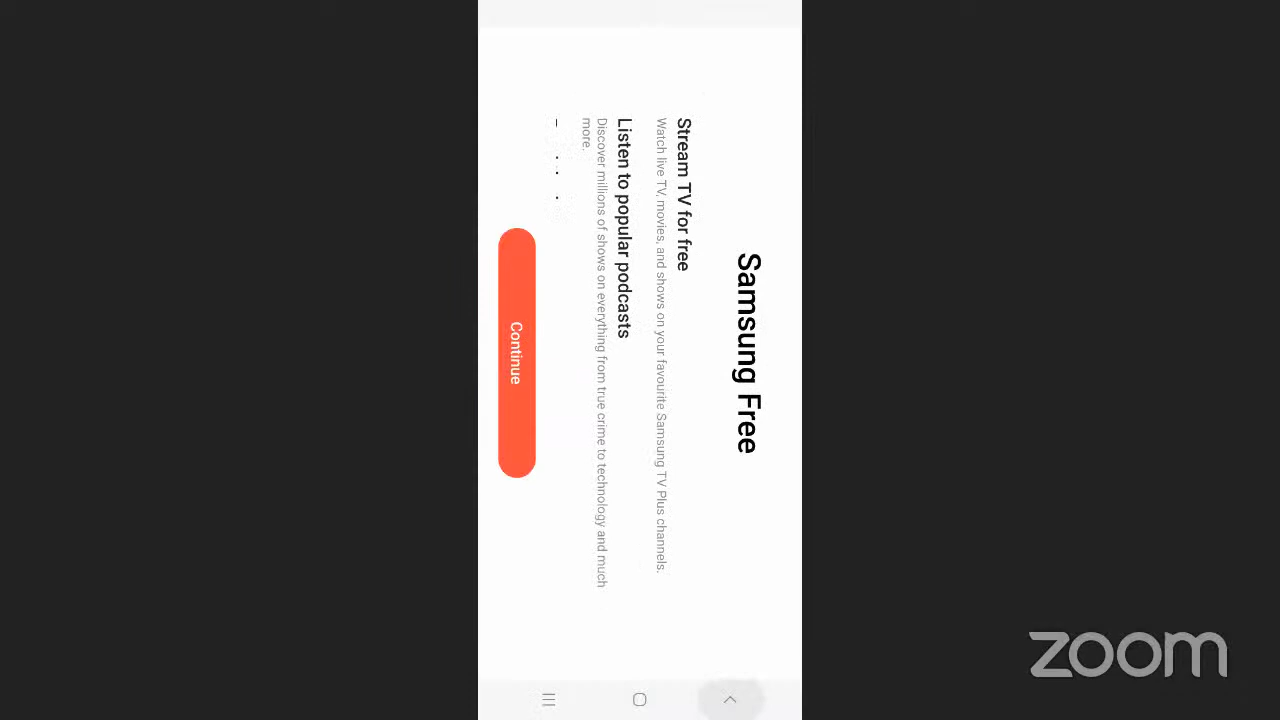 Samsung Free
Stream TV for free
Watch live TV, movies, and shows on your favourite Samsung TV Plus channels.
Listen to popular podcasts
Discover millions of shows on everything from true crime to technology and much
more.
Continue
zoom